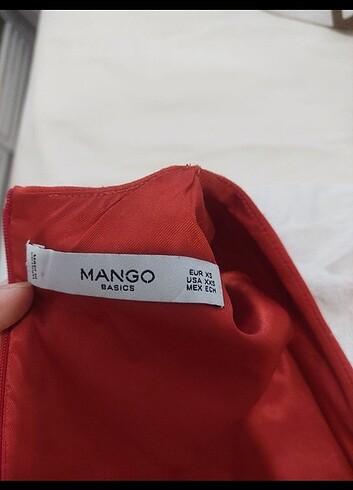 MANGO
BASICS
EUR XS
USA XXS
MEX ECH